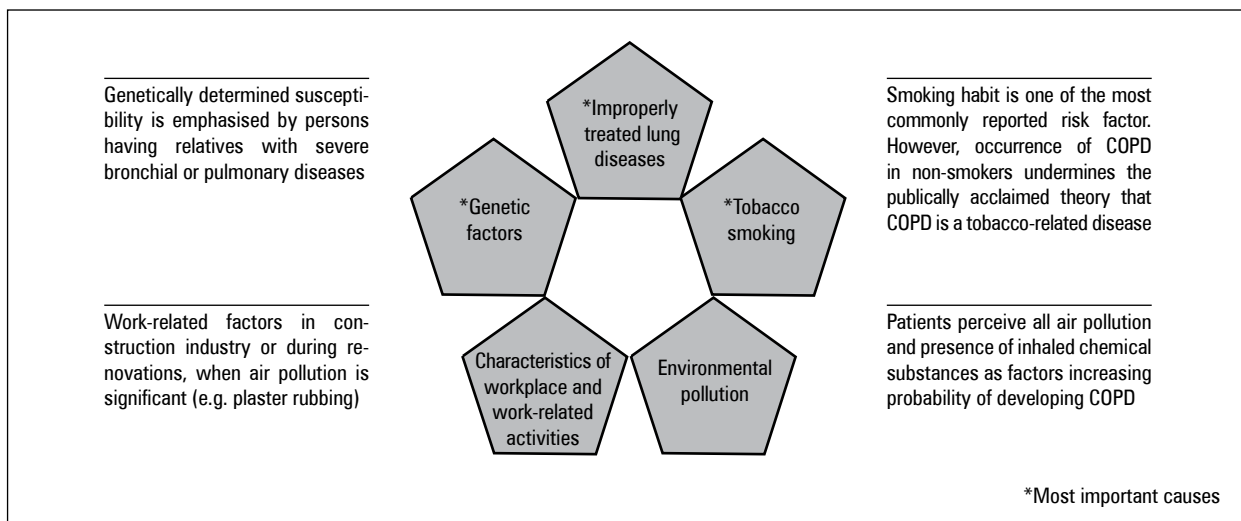 Genetically determined suscepti-
bility is emphasised by persons
having relatives with severe
bronchial or pulmonary diseases
*Improperly
treated lung
diseases
Smoking habit is one of the most
commonly reported risk factor.
However, occurrence of COPD
in non-smokers undermines the
publically acclaimed theory that
COPD is a tobacco-related disease
*Genetic
factors
*Tobacco
smoking
Work-related factors in con-
struction industry or during re-
novations, when air pollution is
significant (e.g. plaster rubbing)
Characteristics of
workplace and
work-related
activities
Environmental
pollution
Patients perceive all air pollution
and presence of inhaled chemical
substances as factors increasing
probability of developing COPD
*Most important causes